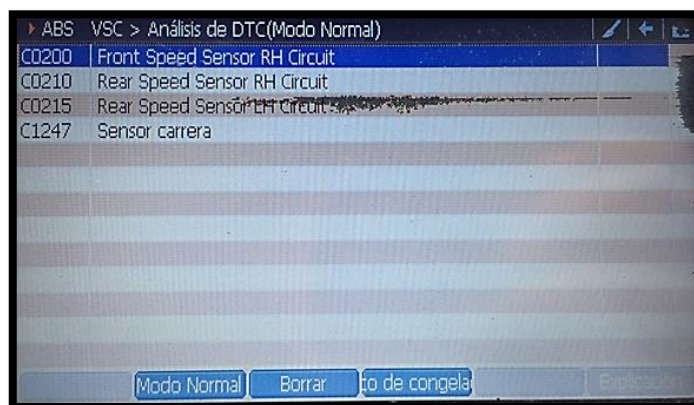 ABS VSC > Análisis de DTC(Modo Normal)
C0200 Front Speed Sensor RH Circuit
C0210 Rear Speed Sensor RH Circuit
C0215 Rear Speed Sensor LH Circuit
C1247 Sensor carrera
Modo Normal Borrar to de congela Explicación